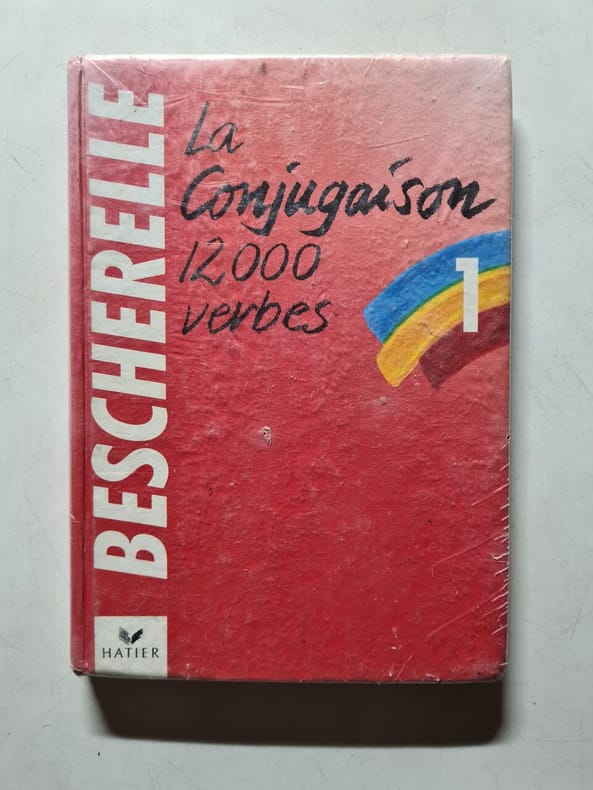 BESCHERELLE
La
Conjugaison
12000
verbes
1
HATIER